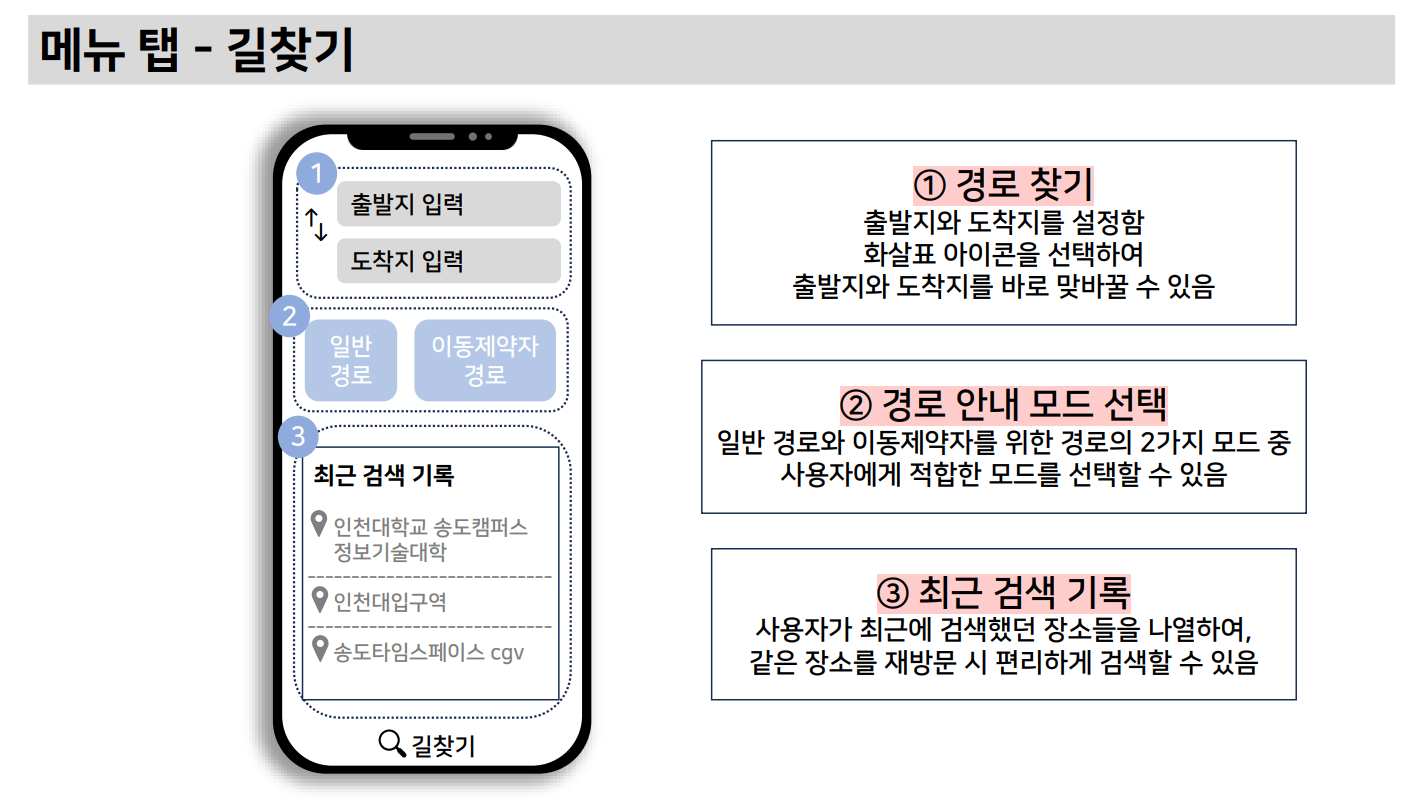 메뉴 탭 - 길찾기
1
출발지 입력
↑↓
도착지 입력
2
일반
경로
이동제약자
경로
3
최근 검색 기록
인천대학교 송도캠퍼스
정보기술대학
인천대입구역
송도타임스페이스 cgv
길찾기
① 경로 찾기
출발지와 도착지를 설정함
화살표 아이콘을 선택하여
출발지와 도착지를 바로 맞바꿀 수 있음
② 경로 안내 모드 선택
일반 경로와 이동제약자를 위한 경로의 2가지 모드 중
사용자에게 적합한 모드를 선택할 수 있음
③ 최근 검색 기록
사용자가 최근에 검색했던 장소들을 나열하여,
같은 장소를 재방문 시 편리하게 검색할 수 있음